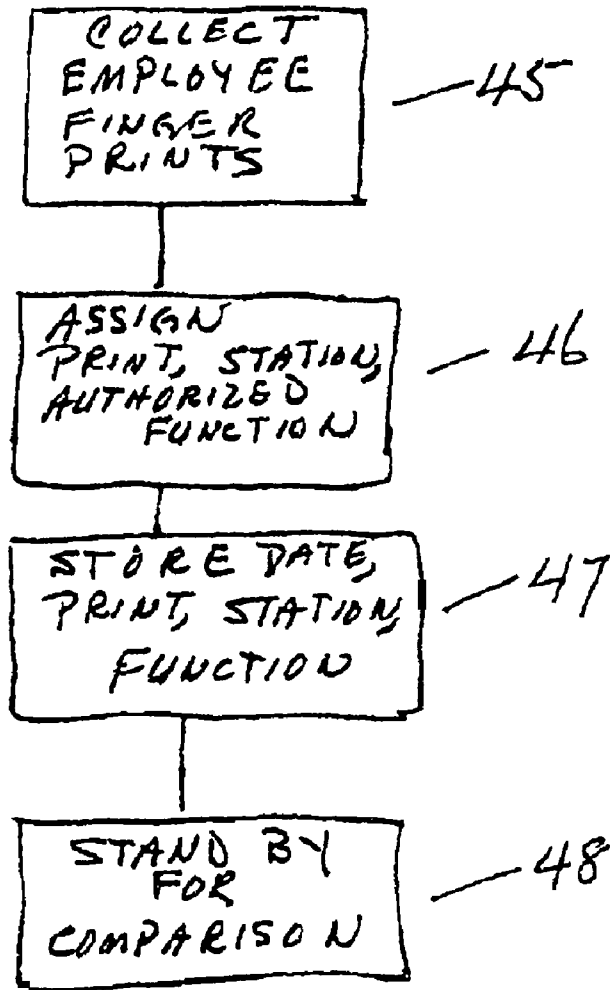 COLLECT
EMPLOYEE
FINGER
PRINTS
45
ASSIGN
PRINT, STATION,
AUTHORIZED
FUNCTION
46
STORE DATE,
PRINT, STATION,
FUNCTION
47
STAND BY
FOR
COMPARISON
48